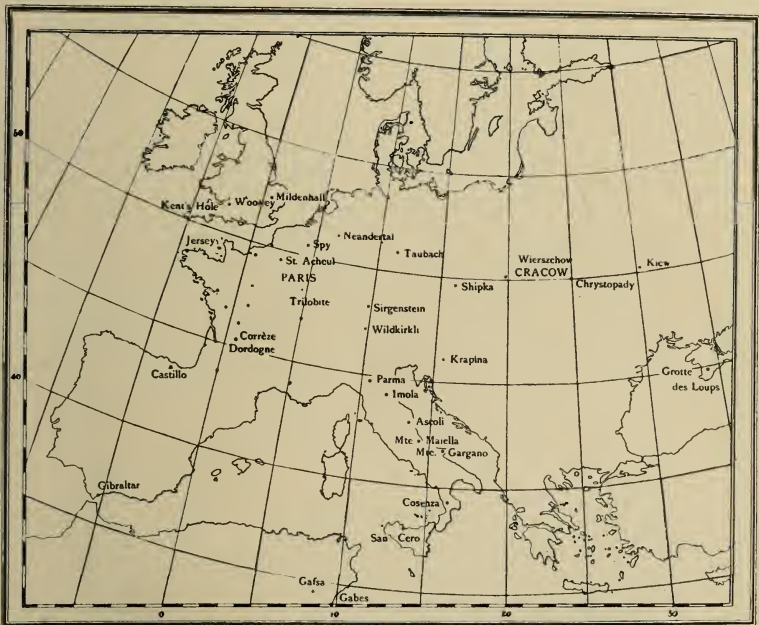 50
Kent's Hole
Wookey
Mildenhall
Jersey
Spy
Neandertal
St. Acheul
Taubach
PARIS
Wierszchow
CRACOW
Kiew
Shipka
Chrystopady
Trilobite
Sirgenstein
Wildkirkli
Corrèze
Dordogne
Krapina
Castillo
40
Parma
Imola
Grotte
des Loups
Ascoli
Mte Maiella
Mte. Gargano
Gibraltar
Cosenza
San Cero
Gafsa
Gabes
0
10
20
30